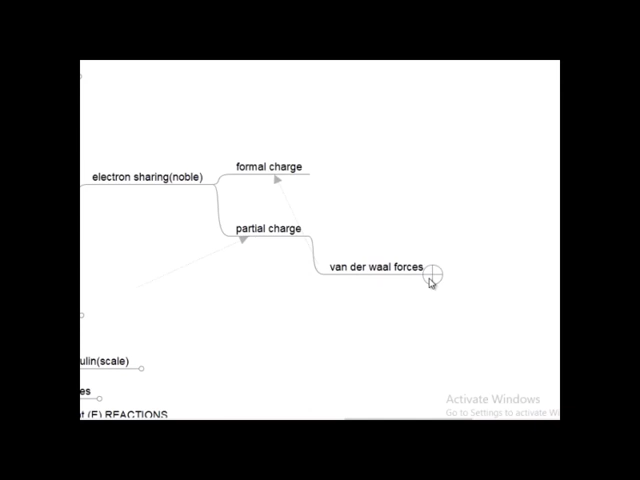 formal charge
electron sharing(noble)
partial charge
van der waal forces
ulin(scale)
es
Activate Windows
Go to Settings to activate Wi
t (E) REACTIONS